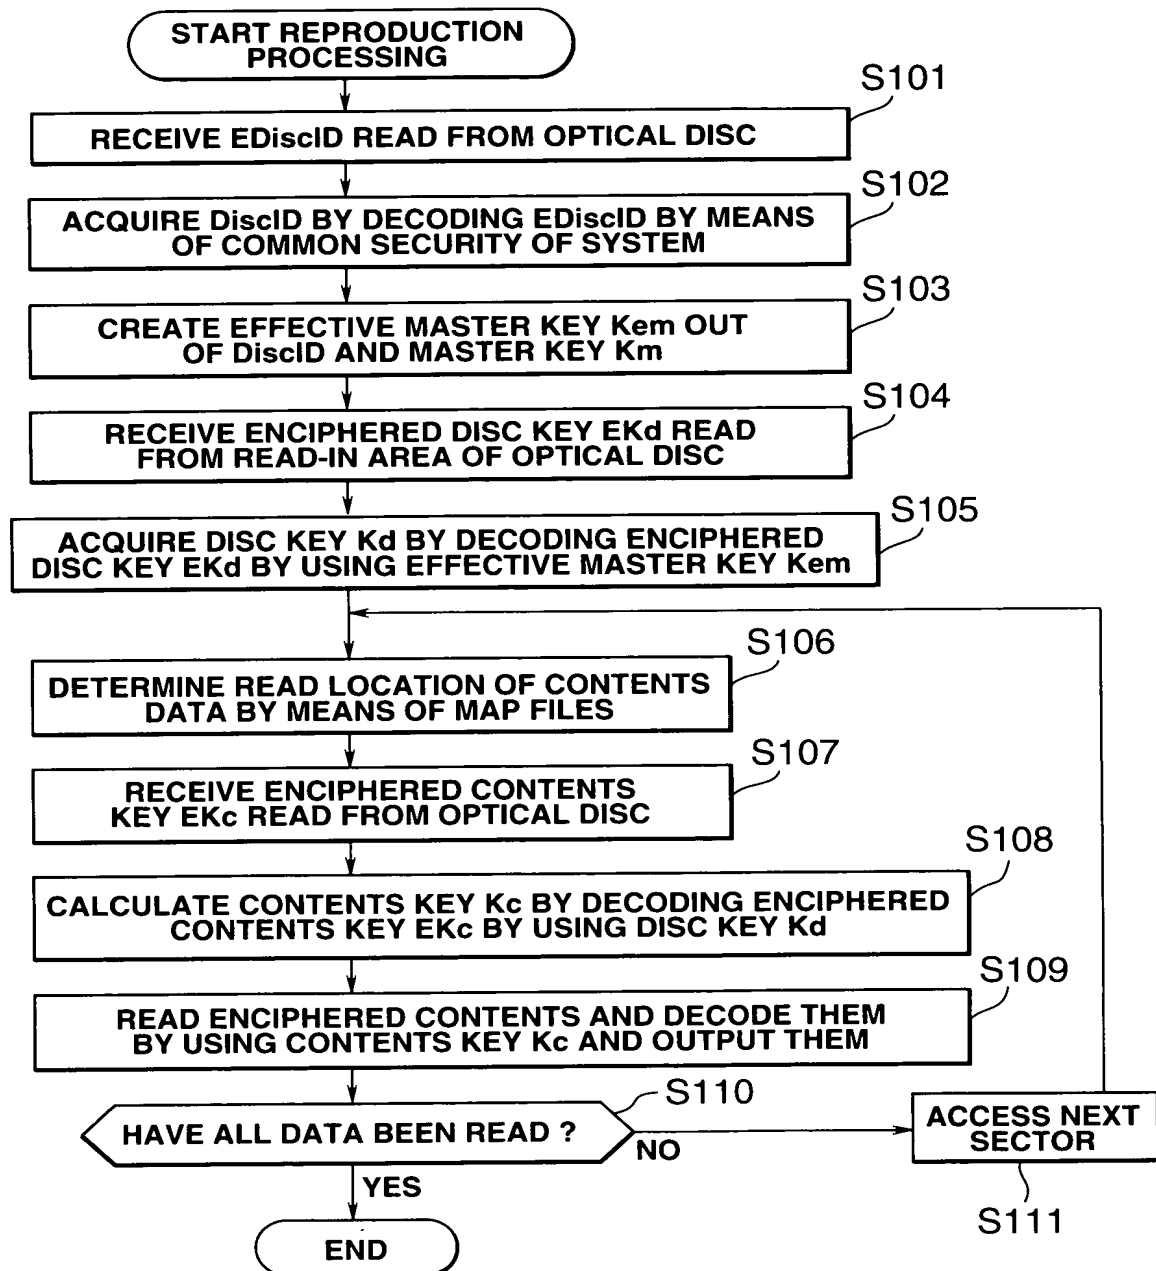 START REPRODUCTION
PROCESSING
S101
RECEIVE EDiscID READ FROM OPTICAL DISC
S102
ACQUIRE DiscID BY DECODING EDiscID BY MEANS
OF COMMON SECURITY OF SYSTEM
S103
CREATE EFFECTIVE MASTER KEY Kem OUT
OF DiscID AND MASTER KEY Km
S104
RECEIVE ENCIPHERED DISC KEY EKd READ
FROM READ-IN AREA OF OPTICAL DISC
S105
ACQUIRE DISC KEY Kd BY DECODING ENCIPHERED
DISC KEY EKd BY USING EFFECTIVE MASTER KEY Kem
S106
DETERMINE READ LOCATION OF CONTENTS
DATA BY MEANS OF MAP FILES
S107
RECEIVE ENCIPHERED CONTENTS
KEY EKc READ FROM OPTICAL DISC
S108
CALCULATE CONTENTS KEY Kc BY DECODING ENCIPHERED
CONTENTS KEY EKc BY USING DISC KEY Kd
S109
READ ENCIPHERED CONTENTS AND DECODE THEM
BY USING CONTENTS KEY Kc AND OUTPUT THEM
S110
HAVE ALL DATA BEEN READ ?
NO
ACCESS NEXT
SECTOR
S111
YES
END